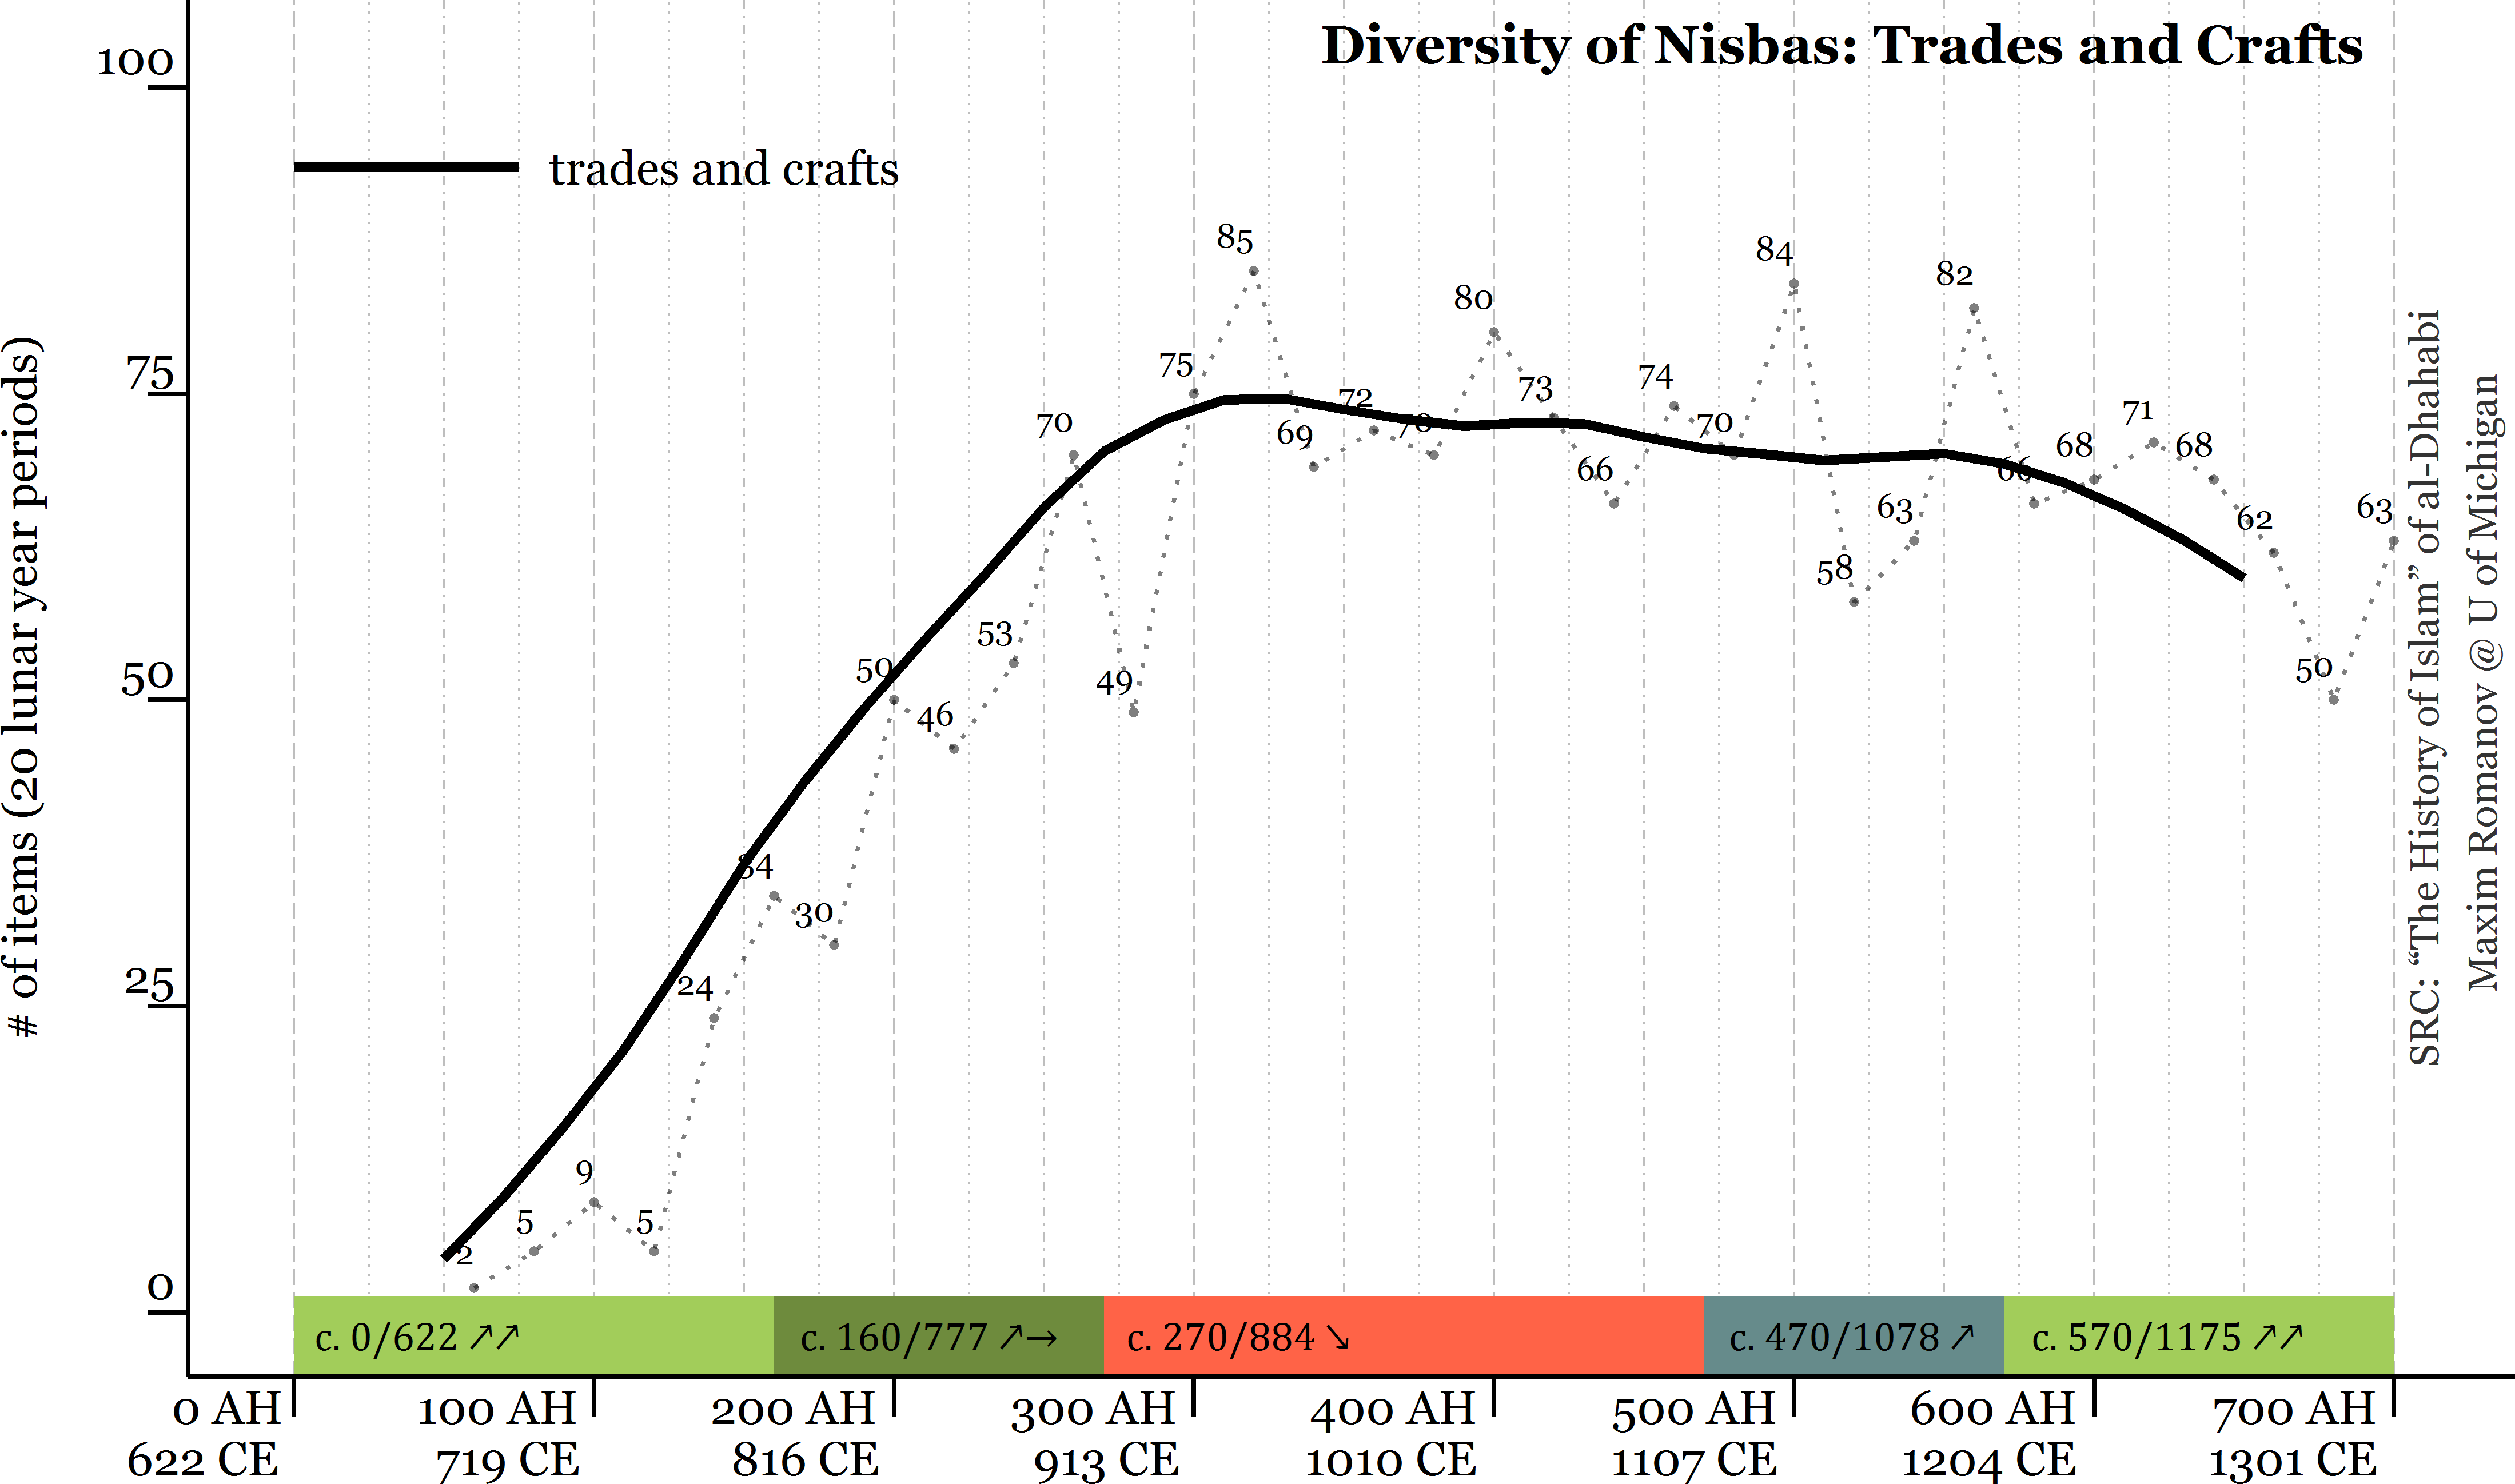 Diversity of Nisbas: Trades and Crafts
trades and crafts
# of items (20 lunar year periods)
100
75
50
25
0
2
5
9
5
24
34
30
50
46
53
70
49
75
85
69
72
70
80
73
66
74
70
84
58
63
82
66
68
71
68
62
50
63
c. 0/622 ↗↗
c. 160/777 ↗→
c. 270/884 ↘
c. 470/1078 ↗
c. 570/1175 ↗↗
0 AH
622 CE
100 AH
719 CE
200 AH
816 CE
300 AH
913 CE
400 AH
1010 CE
500 AH
1107 CE
600 AH
1204 CE
700 AH
1301 CE
SRC: “The History of Islam” of al-Dhahabi
Maxim Romanov @ U of Michigan